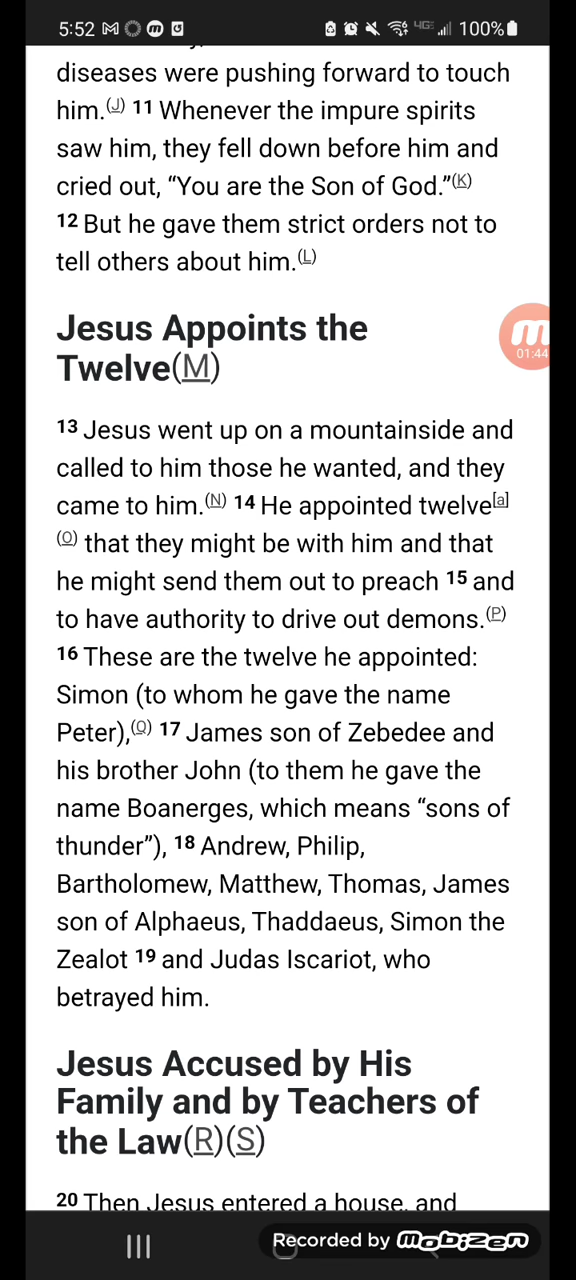 5:52 100%
diseases were pushing forward to touch
him.(J) 11 Whenever the impure spirits
saw him, they fell down before him and
cried out, “You are the Son of God.”(K)
12 But he gave them strict orders not to
tell others about him.(L)
Jesus Appoints the
Twelve(M)
01:44
13 Jesus went up on a mountainside and
called to him those he wanted, and they
came to him.(N) 14 He appointed twelve[a]
(O) that they might be with him and that
he might send them out to preach 15 and
to have authority to drive out demons.(P)
16 These are the twelve he appointed:
Simon (to whom he gave the name
Peter),(Q) 17 James son of Zebedee and
his brother John (to them he gave the
name Boanerges, which means “sons of
thunder”), 18 Andrew, Philip,
Bartholomew, Matthew, Thomas, James
son of Alphaeus, Thaddaeus, Simon the
Zealot 19 and Judas Iscariot, who
betrayed him.
Jesus Accused by His
Family and by Teachers of
the Law(R)(S)
20 Then Jesus entered a house, and
Recorded by Mobizen